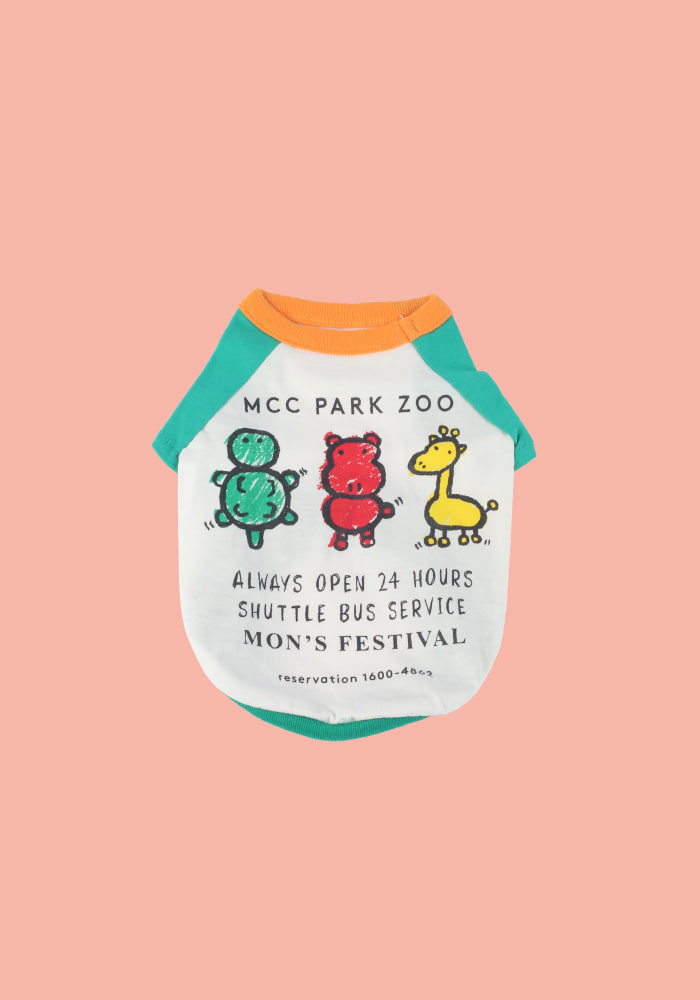 MCC PARK ZOO
ALWAYS OPEN 24 HOURS
SHUTTLE BUS SERVICE
MON'S FESTIVAL
reservation